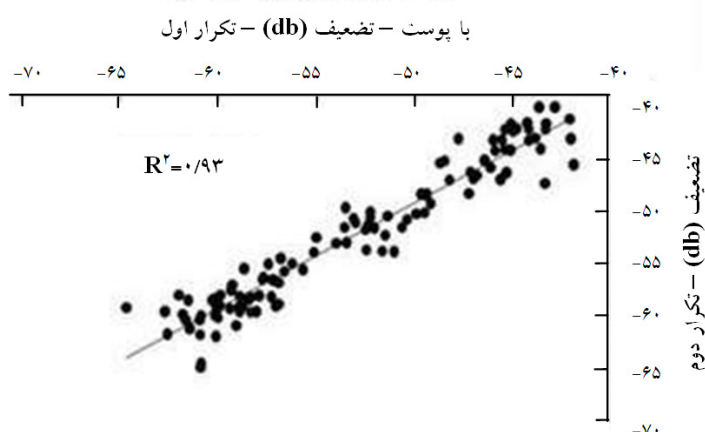 با پوست – تضعیف (db) – تکرار اول
-۷۰ -۶۵ -۶۰ -۵۵ -۵۰ -۴۵ -۴۰
R۲=۰/۹۳
-۴۰
-۴۵
-۵۰
-۵۵
-۶۰
-۶۵
-۷۰
تضعیف (db) – تکرار دوم